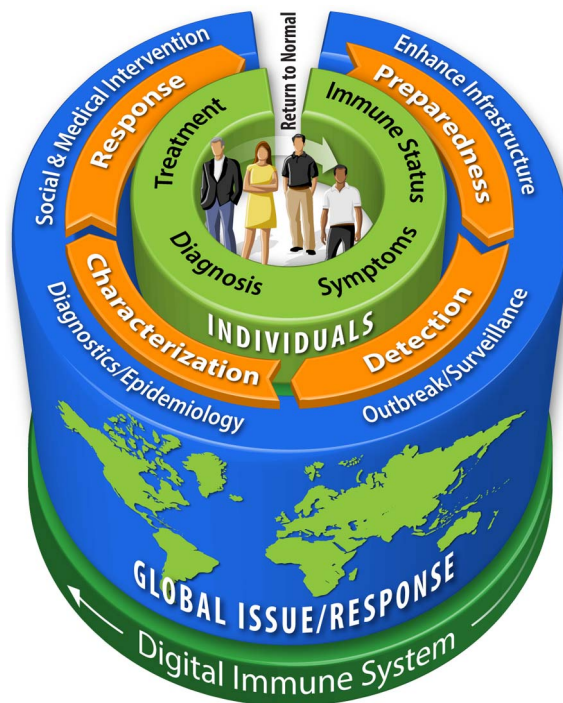 Return to Normal
Enhance Infrastructure
Preparedness
Immune Status
Symptoms
Detection
Outbreak/Surveillance
INDIVIDUALS
Diagnosis
Characterization
Diagnostics/Epidemiology
Treatment
Response
Social & Medical Intervention
GLOBAL ISSUE/RESPONSE
Digital Immune System